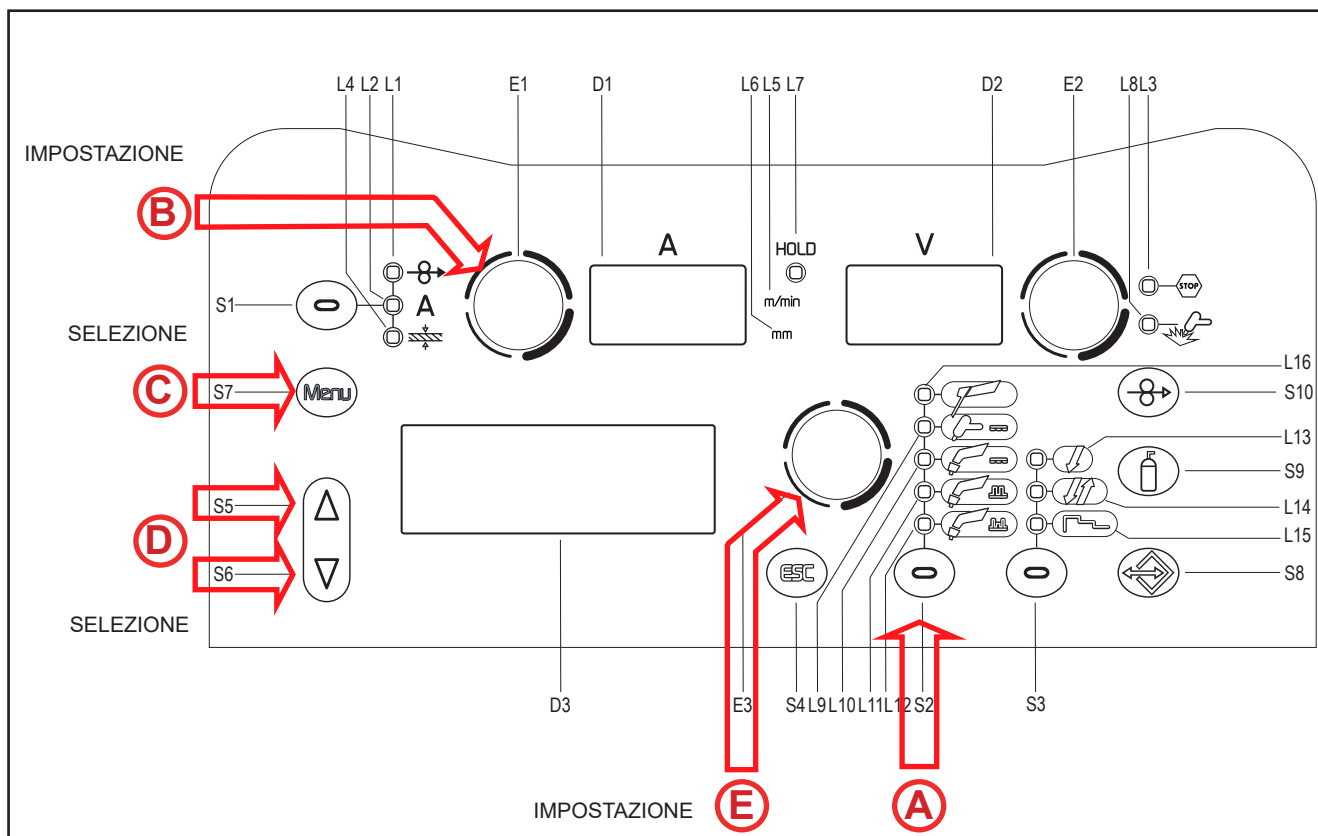 L4 L2 L1 E1 D1 L6 L5 L7 D2 E2 L8 L3
IMPOSTAZIONE
B
A
HOLD
V
STOP
S1
A
m/min
mm
SELEZIONE
C
S7
Menu
L16
S10
L13
S5
S9
D
L14
L15
S6
ESC
S8
SELEZIONE
D3 E3 S4 L9 L10 L11 L12 S2 S3
IMPOSTAZIONE
E
A